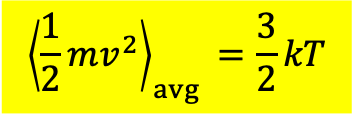 ⟨1/2 mv²⟩avg = 3/2 kT